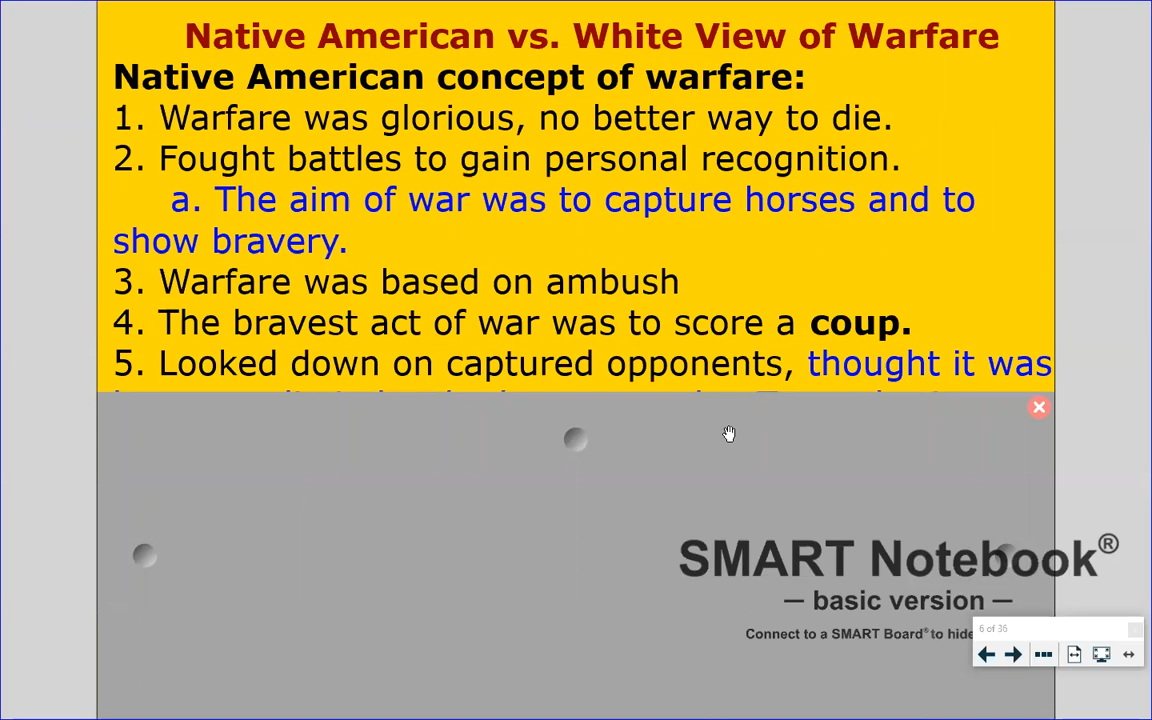 Native American vs. White View of Warfare
Native American concept of warfare:
1. Warfare was glorious, no better way to die.
2. Fought battles to gain personal recognition.
a. The aim of war was to capture horses and to
show bravery.
3. Warfare was based on ambush
4. The bravest act of war was to score a coup.
5. Looked down on captured opponents, thought it was
SMART Notebook®
— basic version —
Connect to a SMART Board® to hide
6 of 36